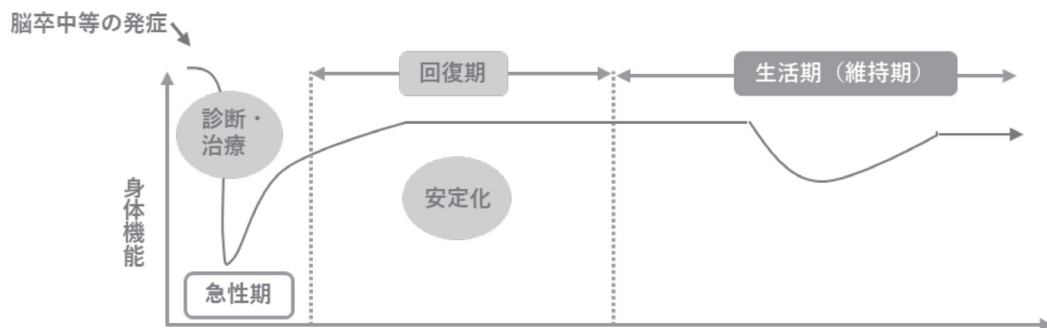 脳卒中等の発症
回復期
生活期（維持期）
診断・
治療
身体機能
安定化
急性期